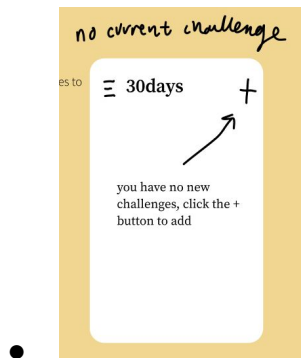 no current challenge
es to
30days +
you have no new
challenges, click the +
button to add